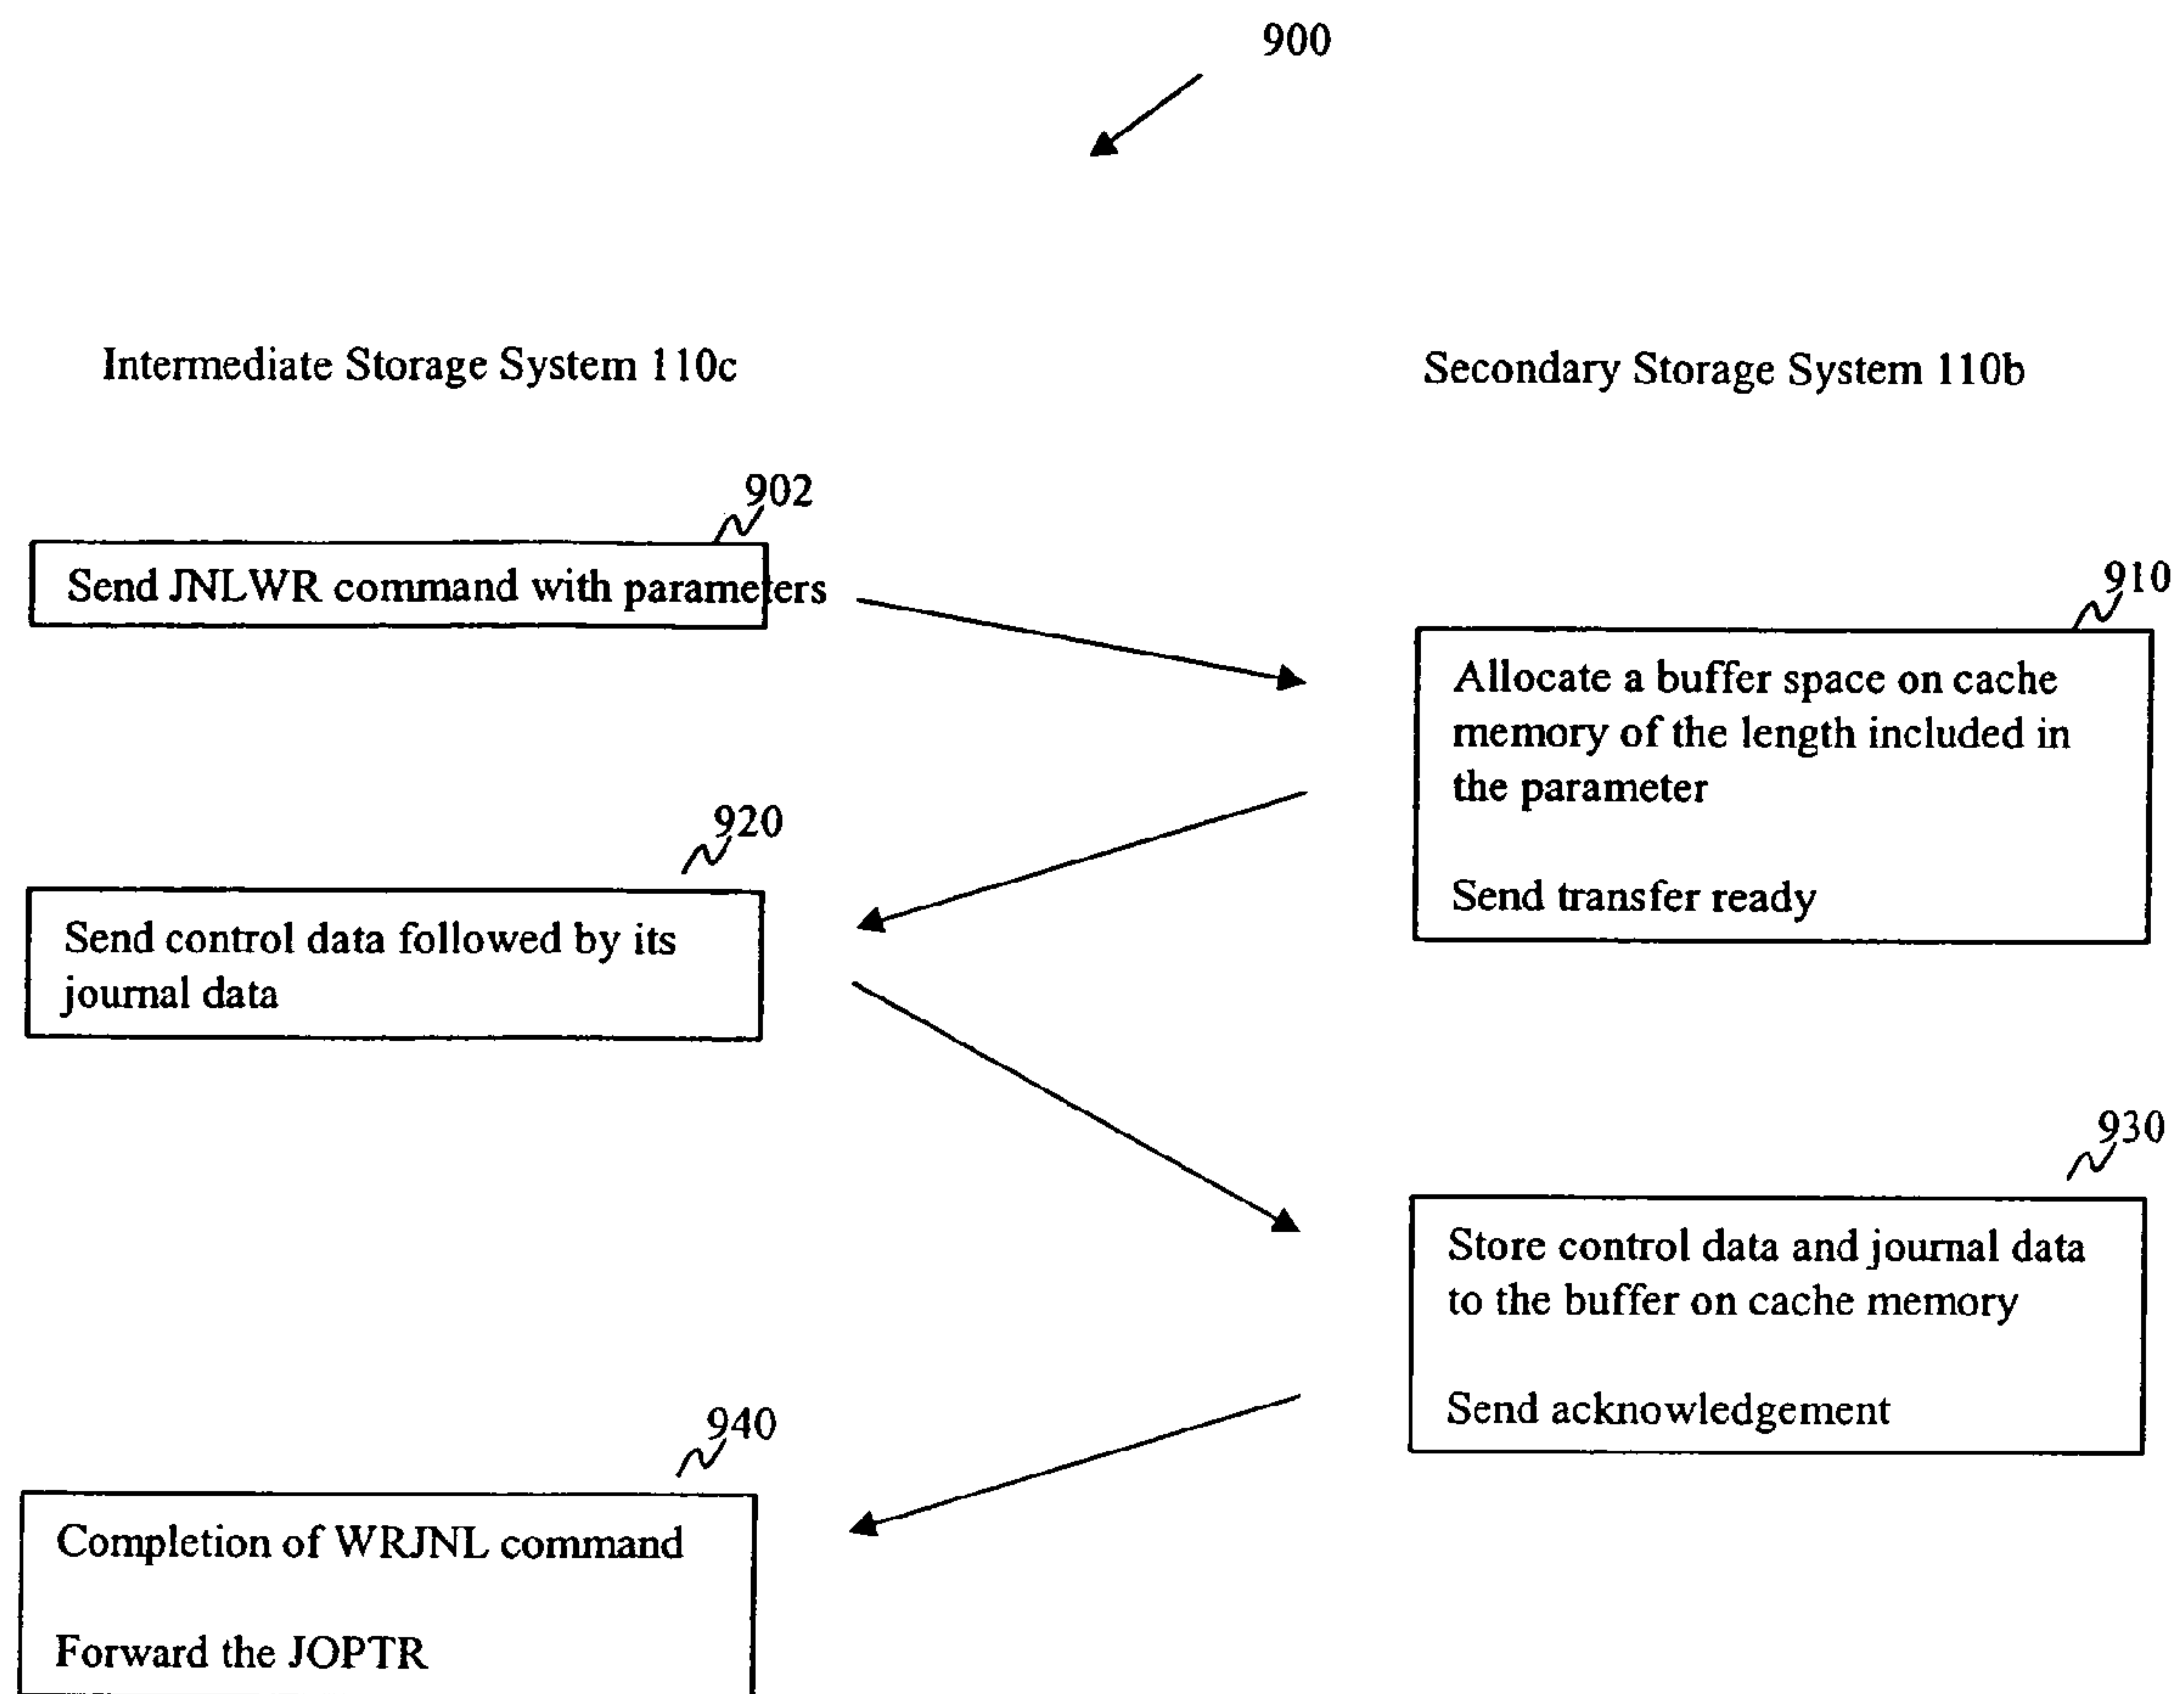 900
Intermediate Storage System 110c
Secondary Storage System 110b
902
Send JNLWR command with parameters
910
Allocate a buffer space on cache
memory of the length included in
the parameter
Send transfer ready
920
Send control data followed by its
journal data
930
Store control data and journal data
to the buffer on cache memory
Send acknowledgement
940
Completion of WRJNL command
Forward the JOPTR